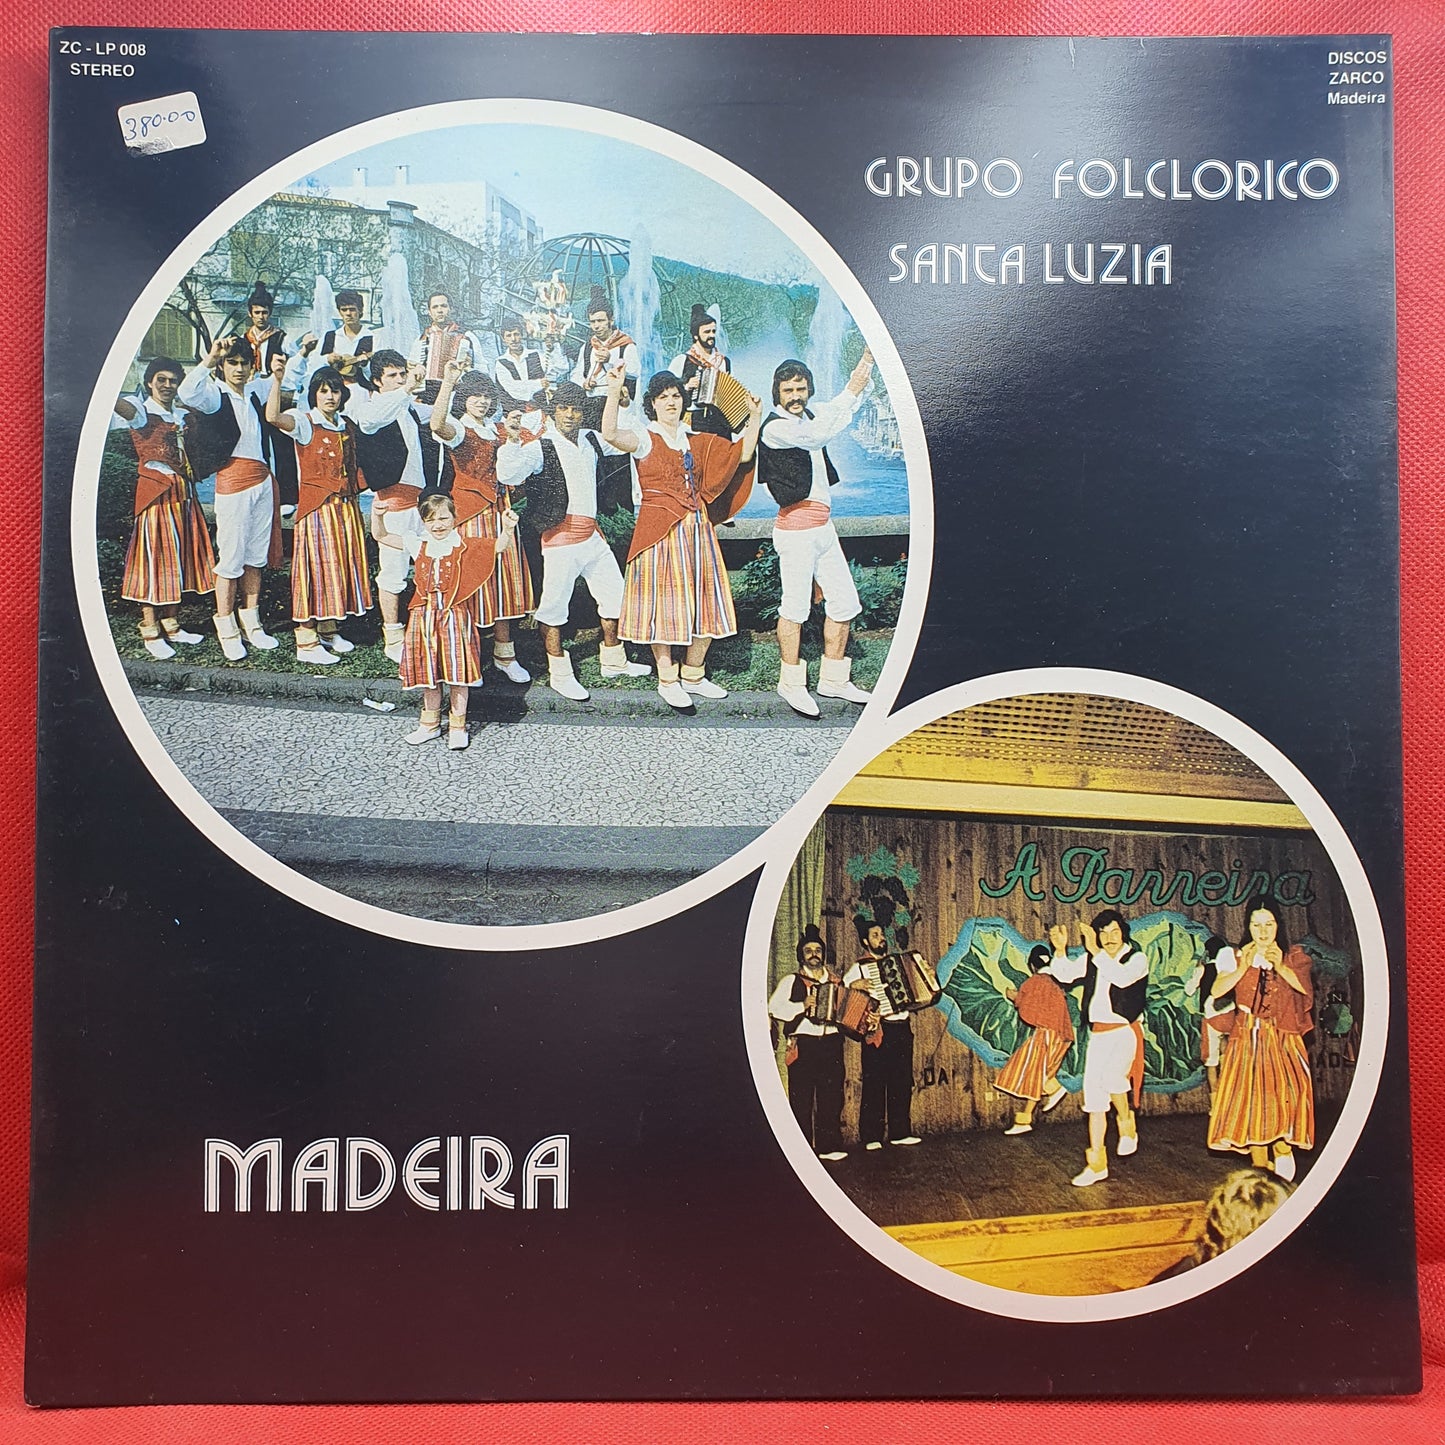 ZC - LP 008
STEREO
380.00
DISCOS
ZARCO
Madeira
GRUPO FOLCLORICO
SANTA LUZIA
A Parreira
MADEIRA